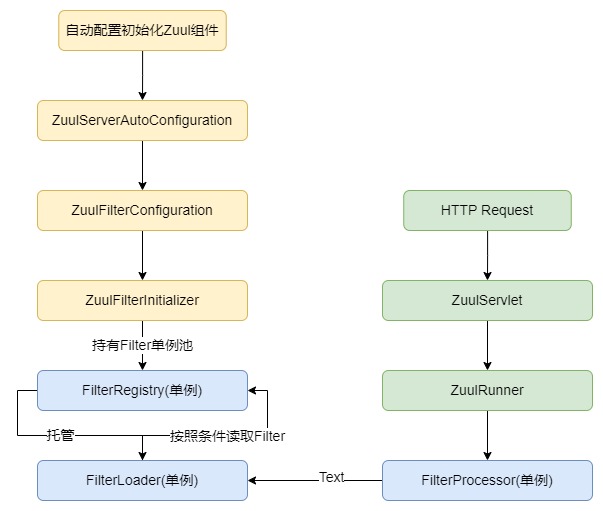 自动配置初始化Zuul组件
ZuulServerAutoConfiguration
ZuulFilterConfiguration
HTTP Request
ZuulFilterInitializer
ZuulServlet
持有Filter单例池
FilterRegistry(单例)
ZuulRunner
托管
按照条件读取Filter
FilterLoader(单例)
Text
FilterProcessor(单例)